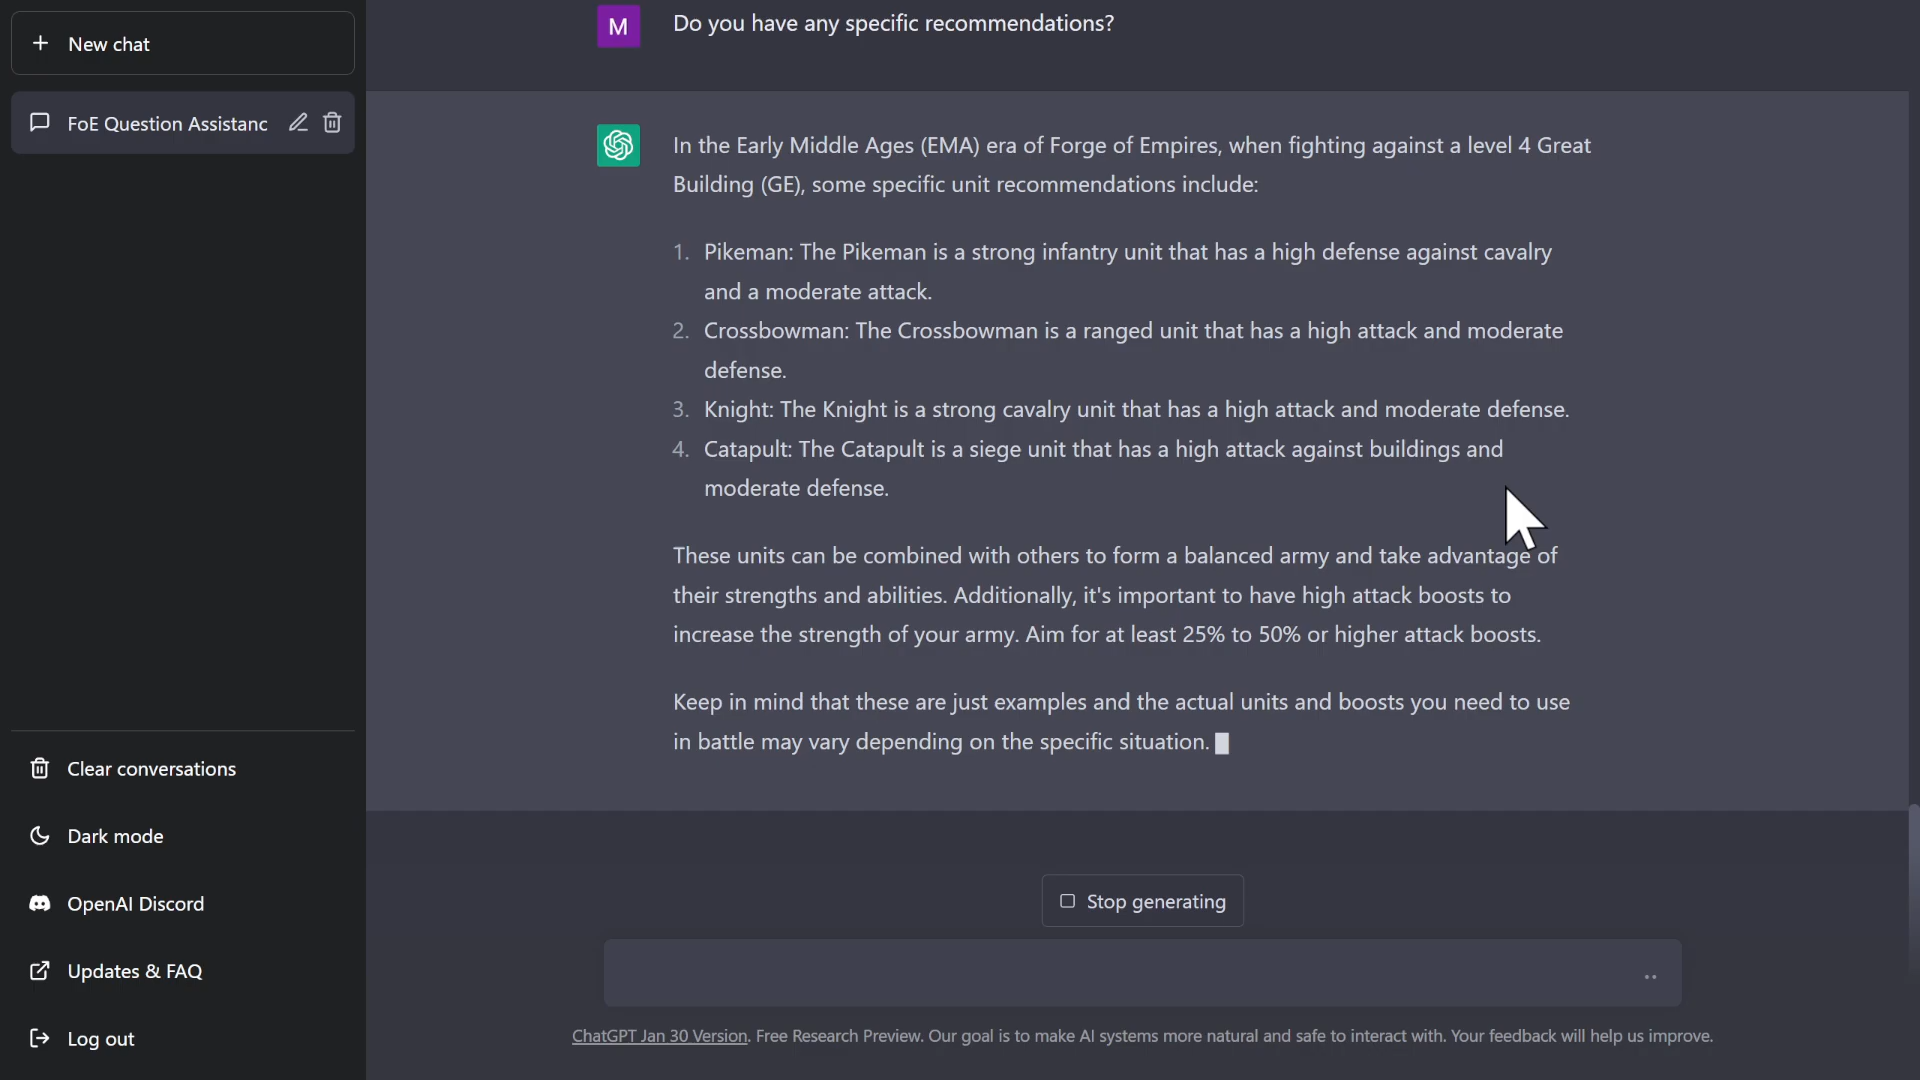 New chat
FoE Question Assistanc
Clear conversations
Dark mode
OpenAI Discord
Updates & FAQ
Log out
M
Do you have any specific recommendations?
In the Early Middle Ages (EMA) era of Forge of Empires, when fighting against a level 4 Great
Building (GE), some specific unit recommendations include:
1. Pikeman: The Pikeman is a strong infantry unit that has a high defense against cavalry
and a moderate attack.
2. Crossbowman: The Crossbowman is a ranged unit that has a high attack and moderate
defense.
3. Knight: The Knight is a strong cavalry unit that has a high attack and moderate defense.
4. Catapult: The Catapult is a siege unit that has a high attack against buildings and
moderate defense.
These units can be combined with others to form a balanced army and take advantage of
their strengths and abilities. Additionally, it's important to have high attack boosts to
increase the strength of your army. Aim for at least 25% to 50% or higher attack boosts.
Keep in mind that these are just examples and the actual units and boosts you need to use
in battle may vary depending on the specific situation.
Stop generating
ChatGPT Jan 30 Version. Free Research Preview. Our goal is to make AI systems more natural and safe to interact with. Your feedback will help us improve.